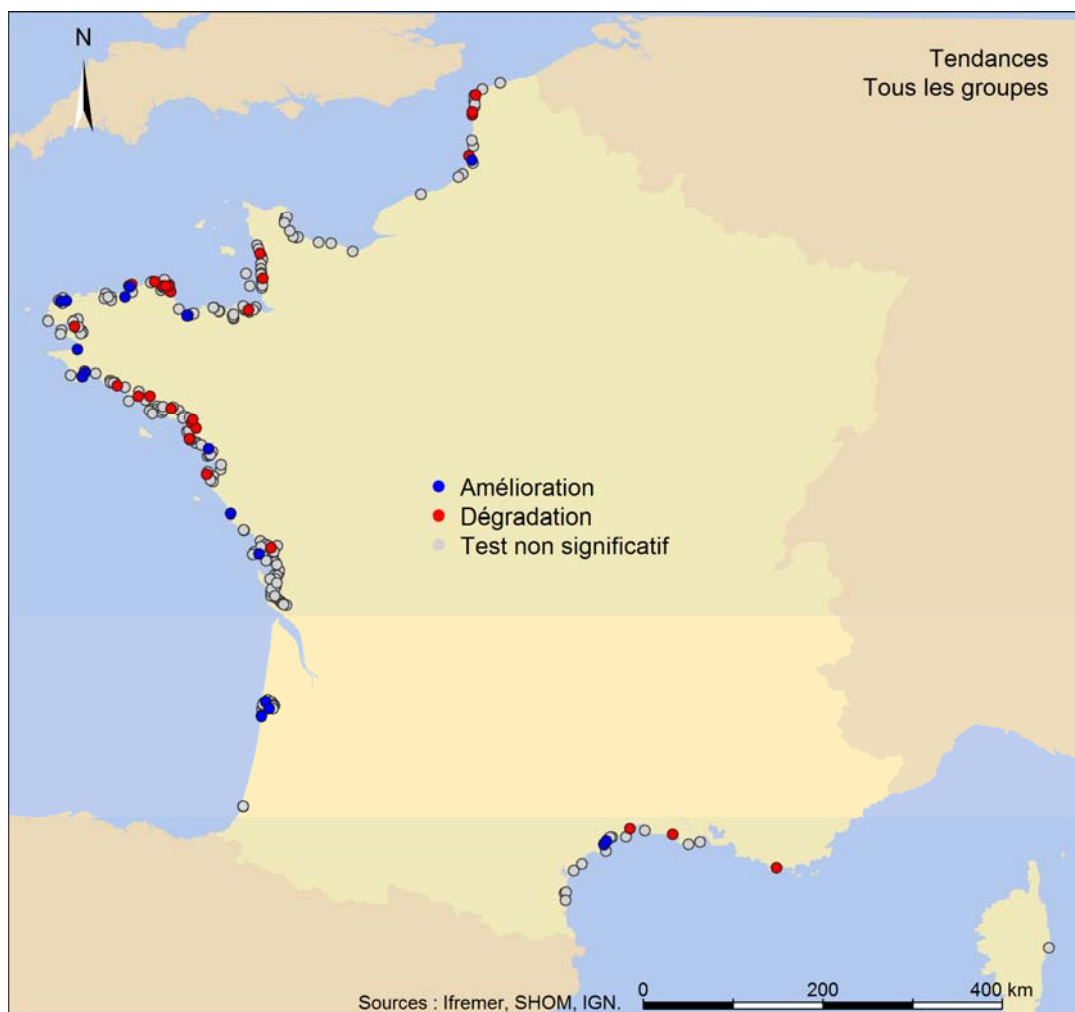 N
Tendances
Tous les groupes
Amélioration
Dégradation
Test non significatif
Sources : Ifremer, SHOM, IGN.
0 200 400 km